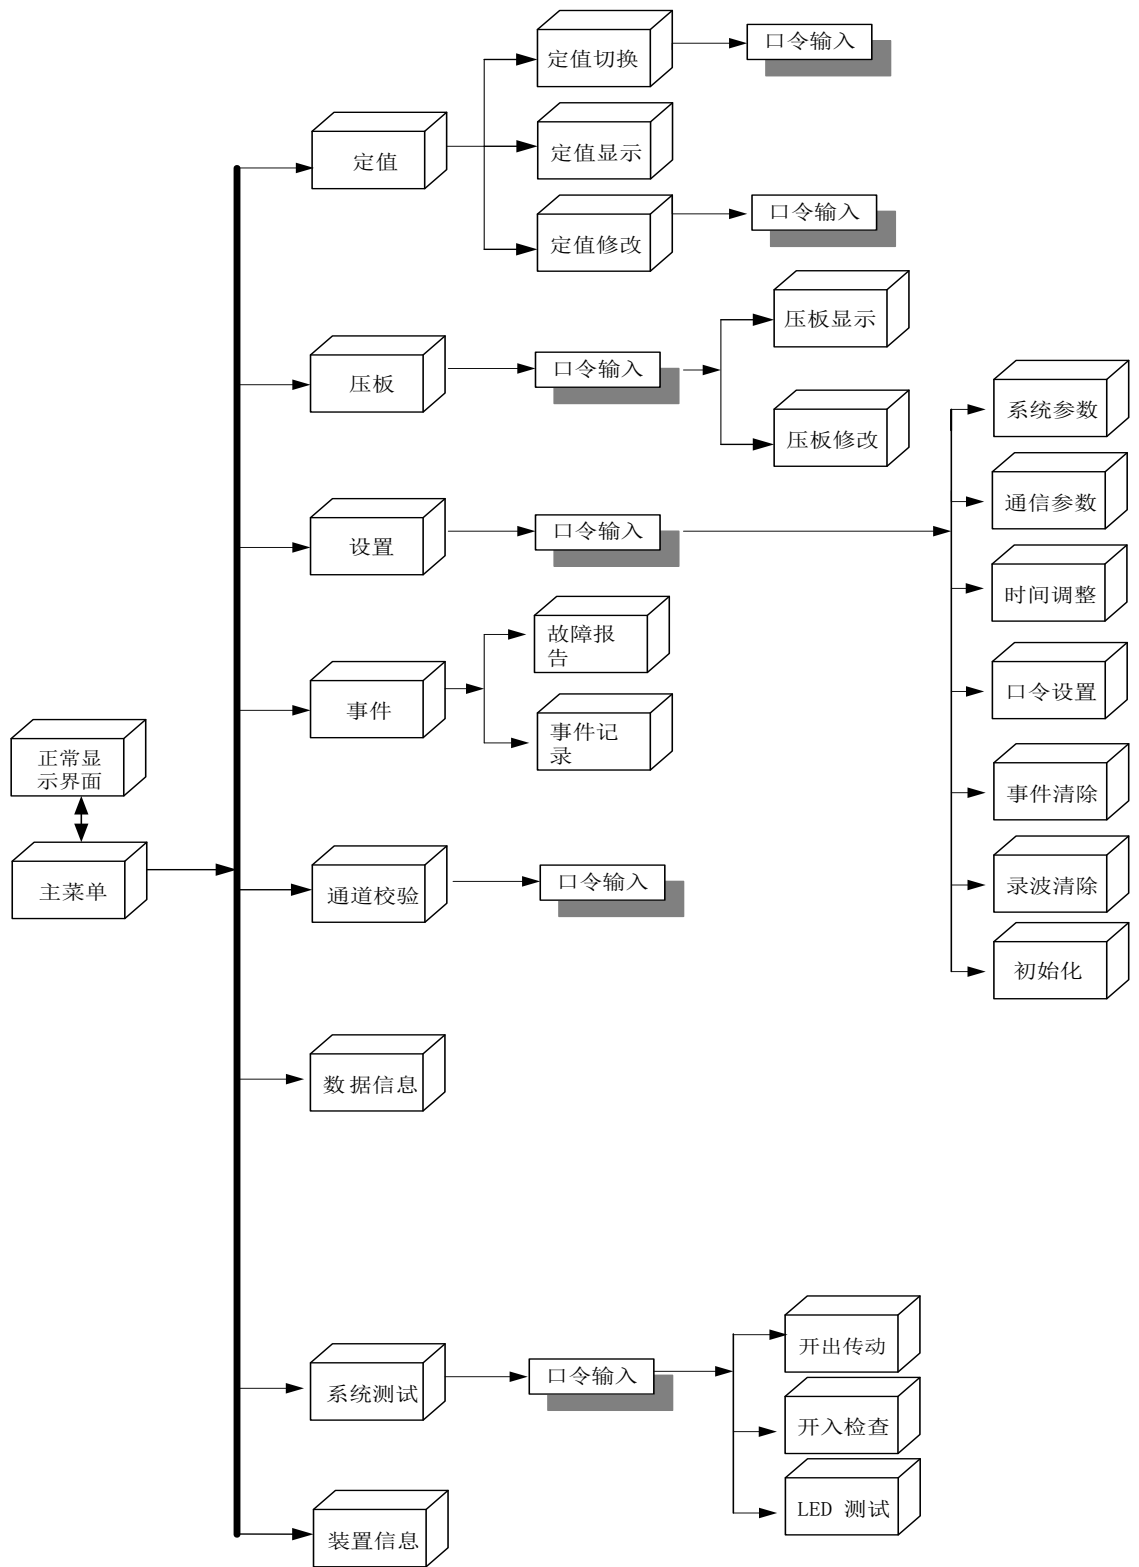 定值切换
口令输入
定值
定值显示
定值修改
口令输入
压板显示
压板
口令输入
压板修改
系统参数
通信参数
设置
口令输入
时间调整
故障报
告
事件
事件记
录
口令设置
正常显
示界面
主菜单
事件清除
通道校验
口令输入
录波清除
初始化
数据信息
开出传动
系统测试
口令输入
开入检查
LED 测试
装置信息